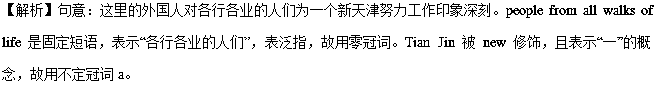 【解析】句意：这里的外国人对各行各业的人们为一个新天津努力工作印象深刻。people from all walks of
life 是固定短语，表示“各行各业的人们”，表泛指，故用零冠词。Tian Jin 被 new 修饰，且表示“一”的概
念，故用不定冠词 a。